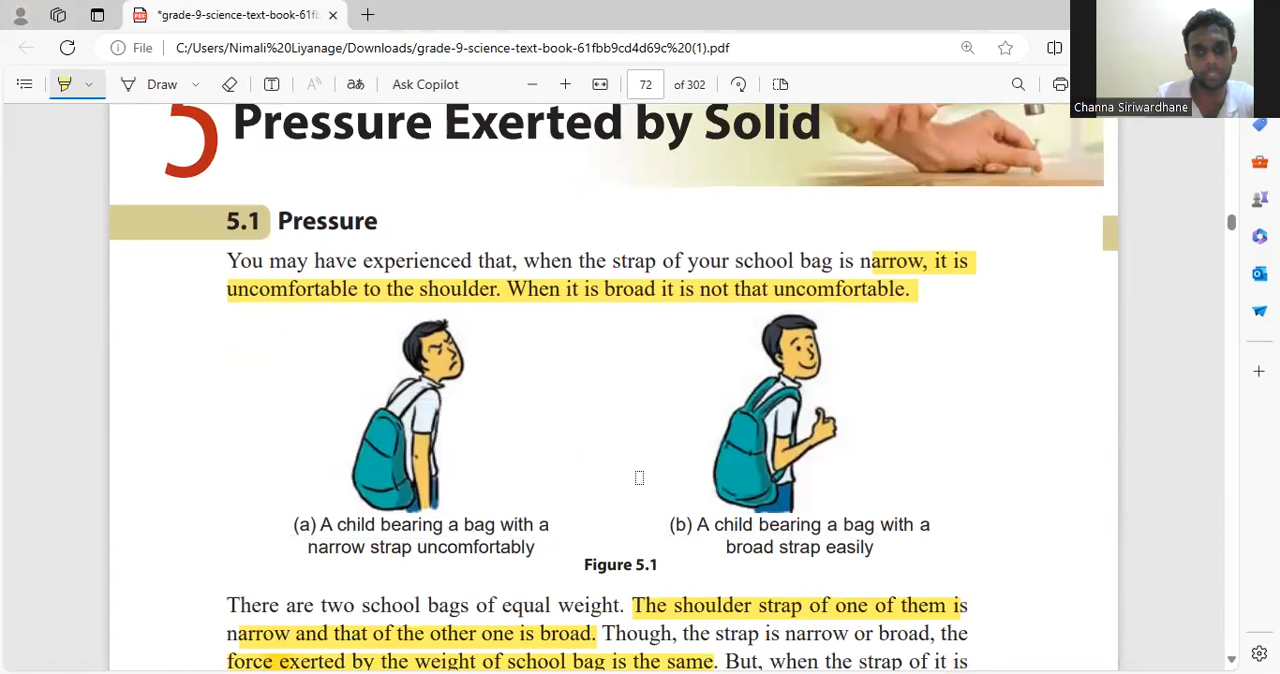 *grade-9-science-text-book-61fb
File
C:/Users/Nimali%20Liyanage/Downloads/grade-9-science-text-book-61fbb9cd4d69c%20(1).pdf
Draw
aあ
Ask Copilot
72
of 302
Channa Siriwardhane
5 Pressure Exerted by Solid
5.1 Pressure
You may have experienced that, when the strap of your school bag is narrow, it is
uncomfortable to the shoulder. When it is broad it is not that uncomfortable.
(a) A child bearing a bag with a
narrow strap uncomfortably
(b) A child bearing a bag with a
broad strap easily
Figure 5.1
There are two school bags of equal weight. The shoulder strap of one of them is
narrow and that of the other one is broad. Though, the strap is narrow or broad, the
force exerted by the weight of school bag is the same. But, when the strap of it is